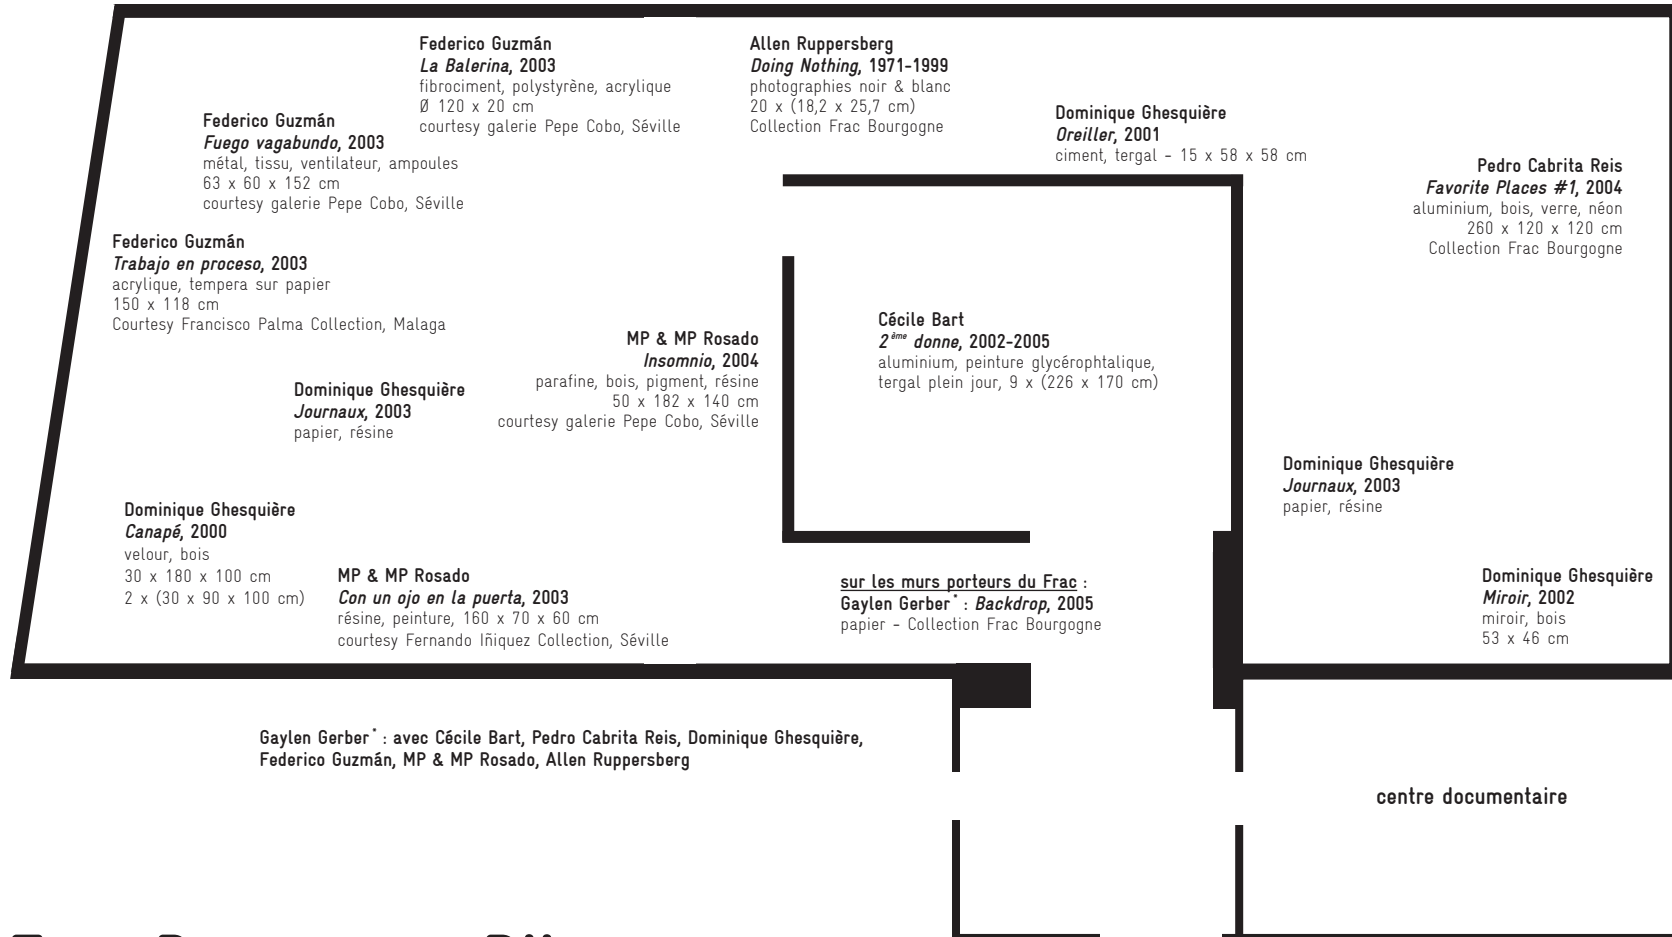 Federico Guzmán
La Balerina, 2003
fibrociment, polystyrène, acrylique
Ø 120 x 20 cm
courtesy galerie Pepe Cobo, Séville
Allen Ruppersberg
Doing Nothing, 1971-1999
photographies noir & blanc
20 x (18,2 x 25,7 cm)
Collection Frac Bourgogne
Dominique Ghesquière
Oreiller, 2001
ciment, tergal - 15 x 58 x 58 cm
Federico Guzmán
Fuego vagabundo, 2003
métal, tissu, ventilateur, ampoules
63 x 60 x 152 cm
courtesy galerie Pepe Cobo, Séville
Pedro Cabrita Reis
Favorite Places #1, 2004
aluminium, bois, verre, néon
260 x 120 x 120 cm
Collection Frac Bourgogne
Federico Guzmán
Trabajo en proceso, 2003
acrylique, tempera sur papier
150 x 118 cm
Courtesy Francisco Palma Collection, Malaga
MP & MP Rosado
Insomnio, 2004
parafine, bois, pigment, résine
50 x 182 x 140 cm
courtesy galerie Pepe Cobo, Séville
Cécile Bart
2ème donne, 2002-2005
aluminium, peinture glycérophtalique,
tergal plein jour, 9 x (226 x 170 cm)
Dominique Ghesquière
Journaux, 2003
papier, résine
Dominique Ghesquière
Journaux, 2003
papier, résine
Dominique Ghesquière
Canapé, 2000
velour, bois
30 x 180 x 100 cm
2 x (30 x 90 x 100 cm)
MP & MP Rosado
Con un ojo en la puerta, 2003
résine, peinture, 160 x 70 x 60 cm
courtesy Fernando Iñiquez Collection, Séville
sur les murs porteurs du Frac :
Gaylen Gerber* : Backdrop, 2005
papier - Collection Frac Bourgogne
Dominique Ghesquière
Miroir, 2002
miroir, bois
53 x 46 cm
Gaylen Gerber* : avec Cécile Bart, Pedro Cabrita Reis, Dominique Ghesquière,
Federico Guzmán, MP & MP Rosado, Allen Ruppersberg
centre documentaire